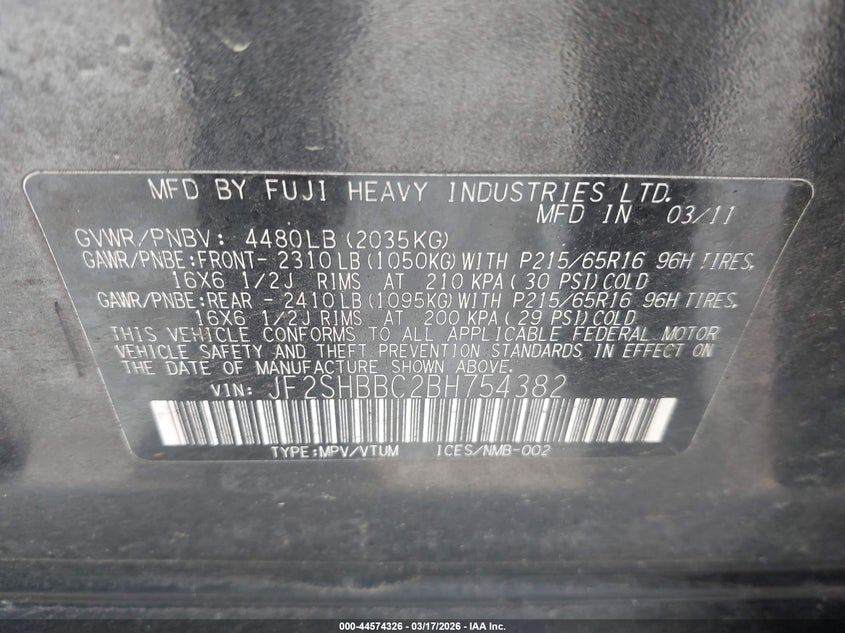 MFD BY FUJI HEAVY INDUSTRIES LTD.
MFD IN 03/11
GVWR/PNBV: 4480LB(2035KG)
GAWR/PNBE:FRONT- 2310LB(1050KG)WITH P215/65R16 96H TIRES,
16X6 1/2J RIMS AT 210 KPA(30 PSI)COLD
GAWR/PNBE:REAR - 2410LB(1095KG)WITH P215/65R16 96H TIRES,
16X6 1/2J RIMS AT 200 KPA(29 PSI)COLD
THIS VEHICLE CONFORMS TO ALL APPLICABLE FEDERAL MOTOR
VEHICLE SAFETY AND THEFT PREVENTION STANDARDS IN EFFECT ON
THE DATE OF MANUFACTURE SHOWN ABOVE.
VIN: JF2SHBBC2BH754382
TYPE:MPV/VTUM ICES/NMB-002
000-44574326 | 03/17/2026 | IAA Inc.